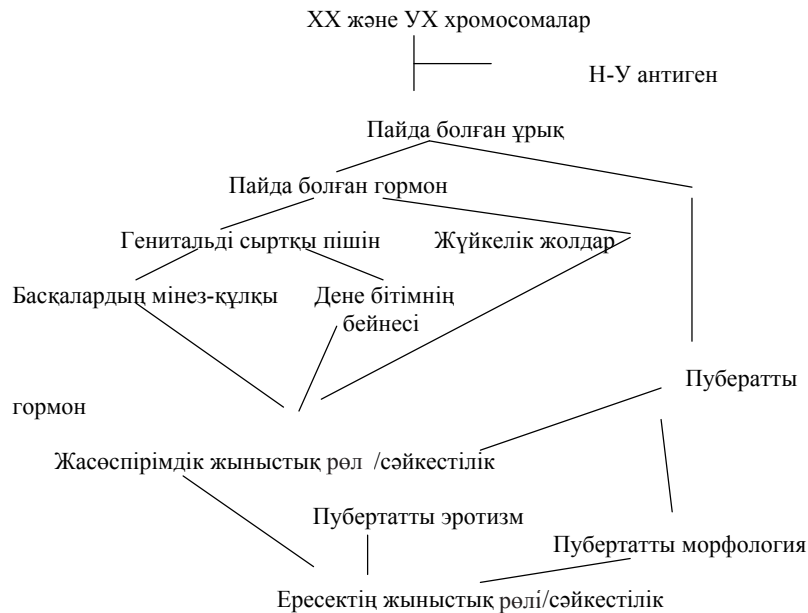 ХХ және УХ хромосомалар
Н-У антиген
Пайда болған ұрық
Пайда болған гормон
Генитальді сыртқы пішін Жүйкелік жолдар
Басқалардың мінез-құлқы Дене бітімнің
бейнесі
Пубератты
гормон
Жасөспірімдік жыныстық рөл /сәйкестілік
Пубертатты эротизм
Пубертатты морфология
Ересектің жыныстық рөлі/сәйкестілік